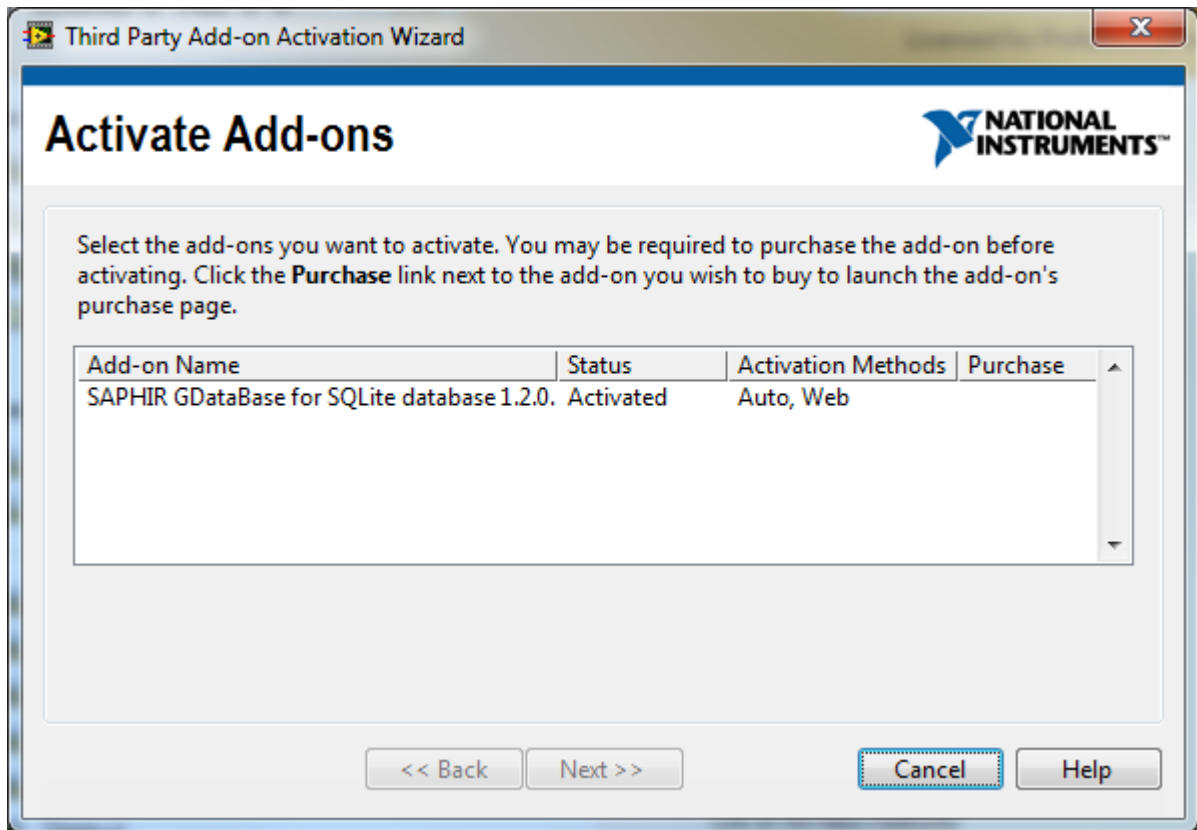 Third Party Add-on Activation Wizard
Activate Add-ons
NATIONAL
INSTRUMENTS™
Select the add-ons you want to activate. You may be required to purchase the add-on before
activating. Click the Purchase link next to the add-on you wish to buy to launch the add-on's
purchase page.
Add-on Name Status Activation Methods Purchase
SAPHIR GDataBase for SQLite database 1.2.0. Activated Auto, Web
<< Back Next >> Cancel Help